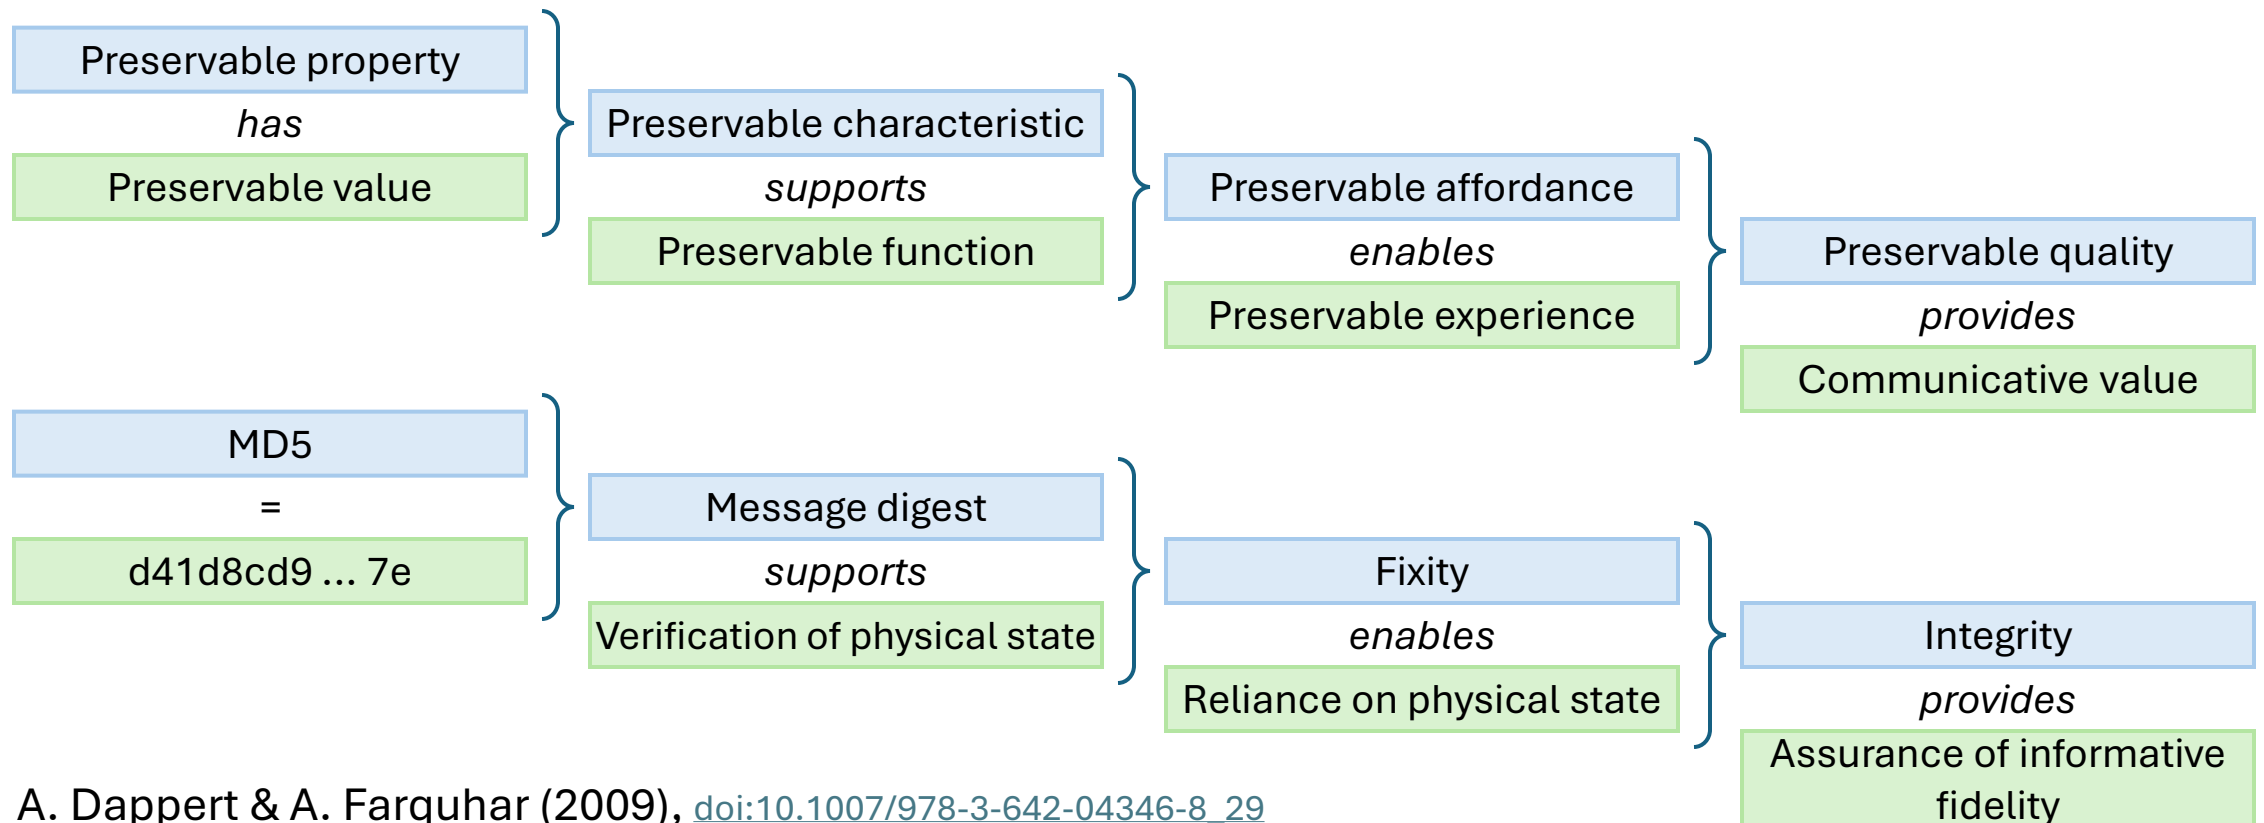 Preservable property
has
Preservable value
Preservable characteristic
supports
Preservable function
Preservable affordance
enables
Preservable experience
Preservable quality
provides
Communicative value
MD5
=
d41d8cd9 ... 7e
Message digest
supports
Verification of physical state
Fixity
enables
Reliance on physical state
Integrity
provides
Assurance of informative
fidelity
A. Dappert & A. Farquhar (2009), doi:10.1007/978-3-642-04346-8_29